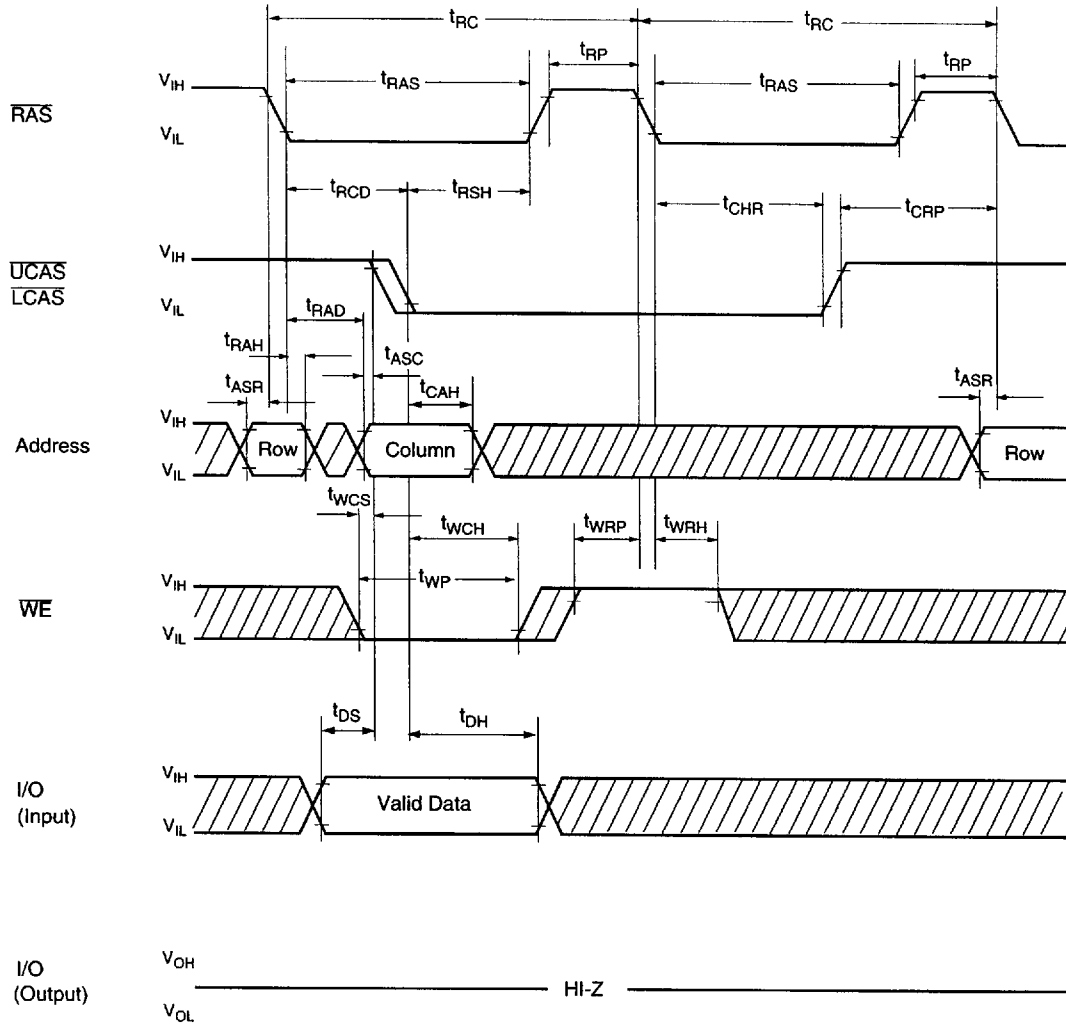 tRC tRC
tRP tRP
tRAS tRAS
RAS VIH
VIL
tRCD tRSH
tCHR tCRP
UCAS VIH
LCAS VIL
tRAD
tRAH tASC
tASR tCAH tASR
Address VIH
Row Column Row
VIL
tWCS
tWCH tWRP tWRH
tWP
WE VIH
VIL
tDS tDH
I/O VIH
(Input) Valid Data
VIL
I/O VOH
(Output) HI-Z
VOL